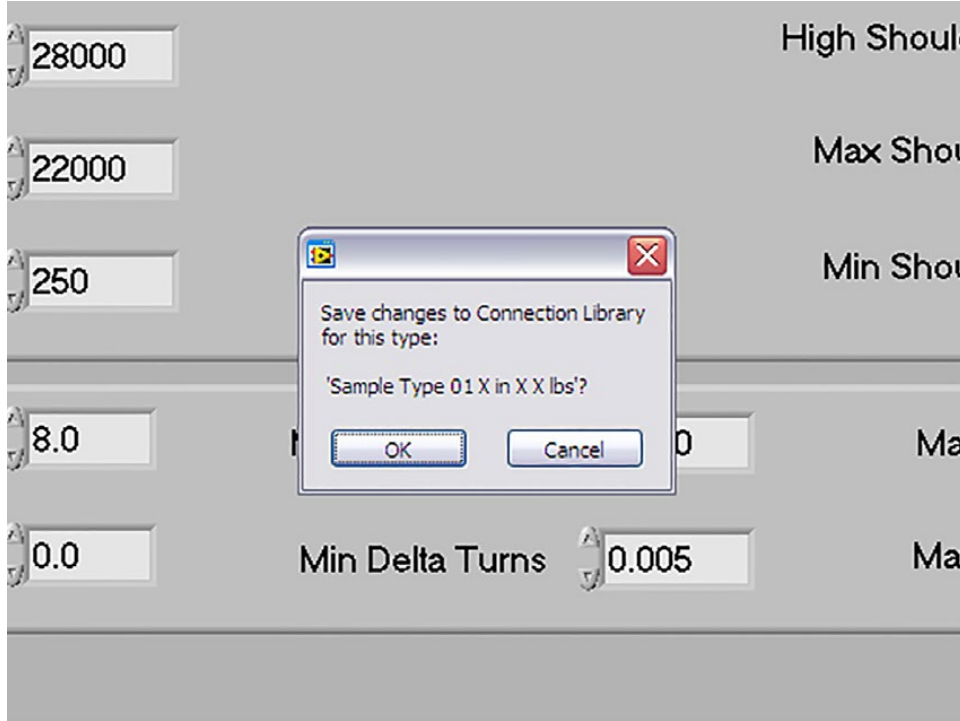 28000
High Shoul
22000
Max Shou
250
Min Shou
Save changes to Connection Library
for this type:
'Sample Type 01 X in X X lbs'?
OK
Cancel
8.0
0
Ma
0.0
Min Delta Turns
0.005
Ma